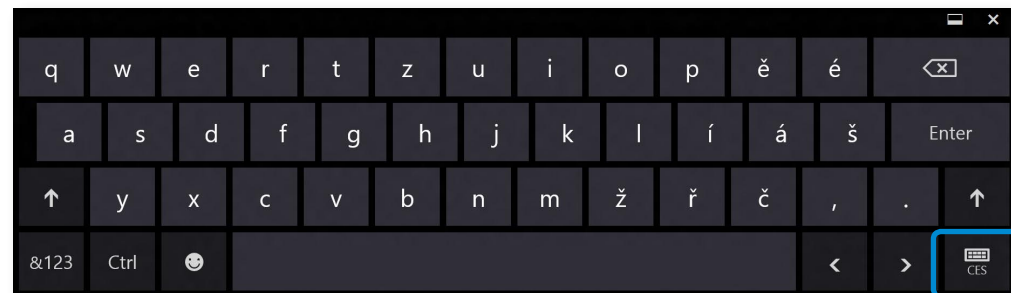 q w e r t z u i o p ě é
a s d f g h j k l í á š Enter
y x c v b n m ž ř č , .
&123 Ctrl
CES